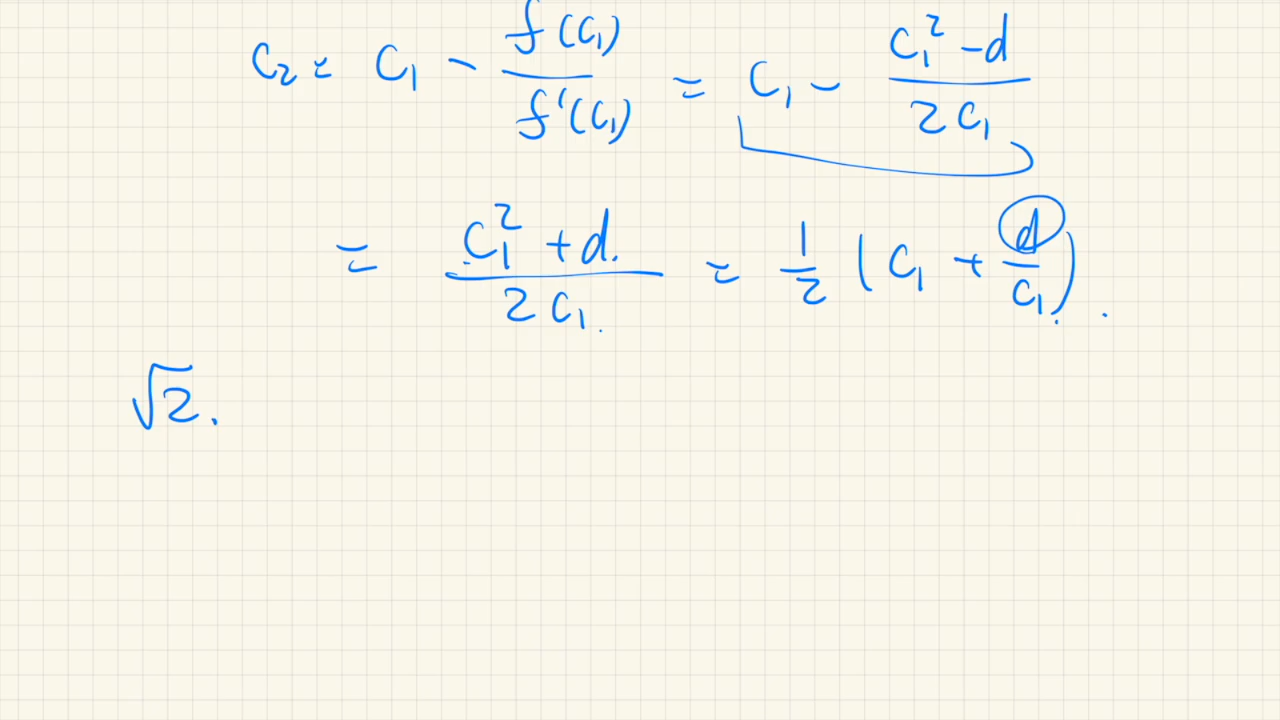 C₂ = C₁ - f(C₁)/f'(C₁) = C₁ - (C₁² - d)/(2C₁)
= (C₁² + d)/(2C₁) = 1/2 (C₁ + d/C₁).
√2.